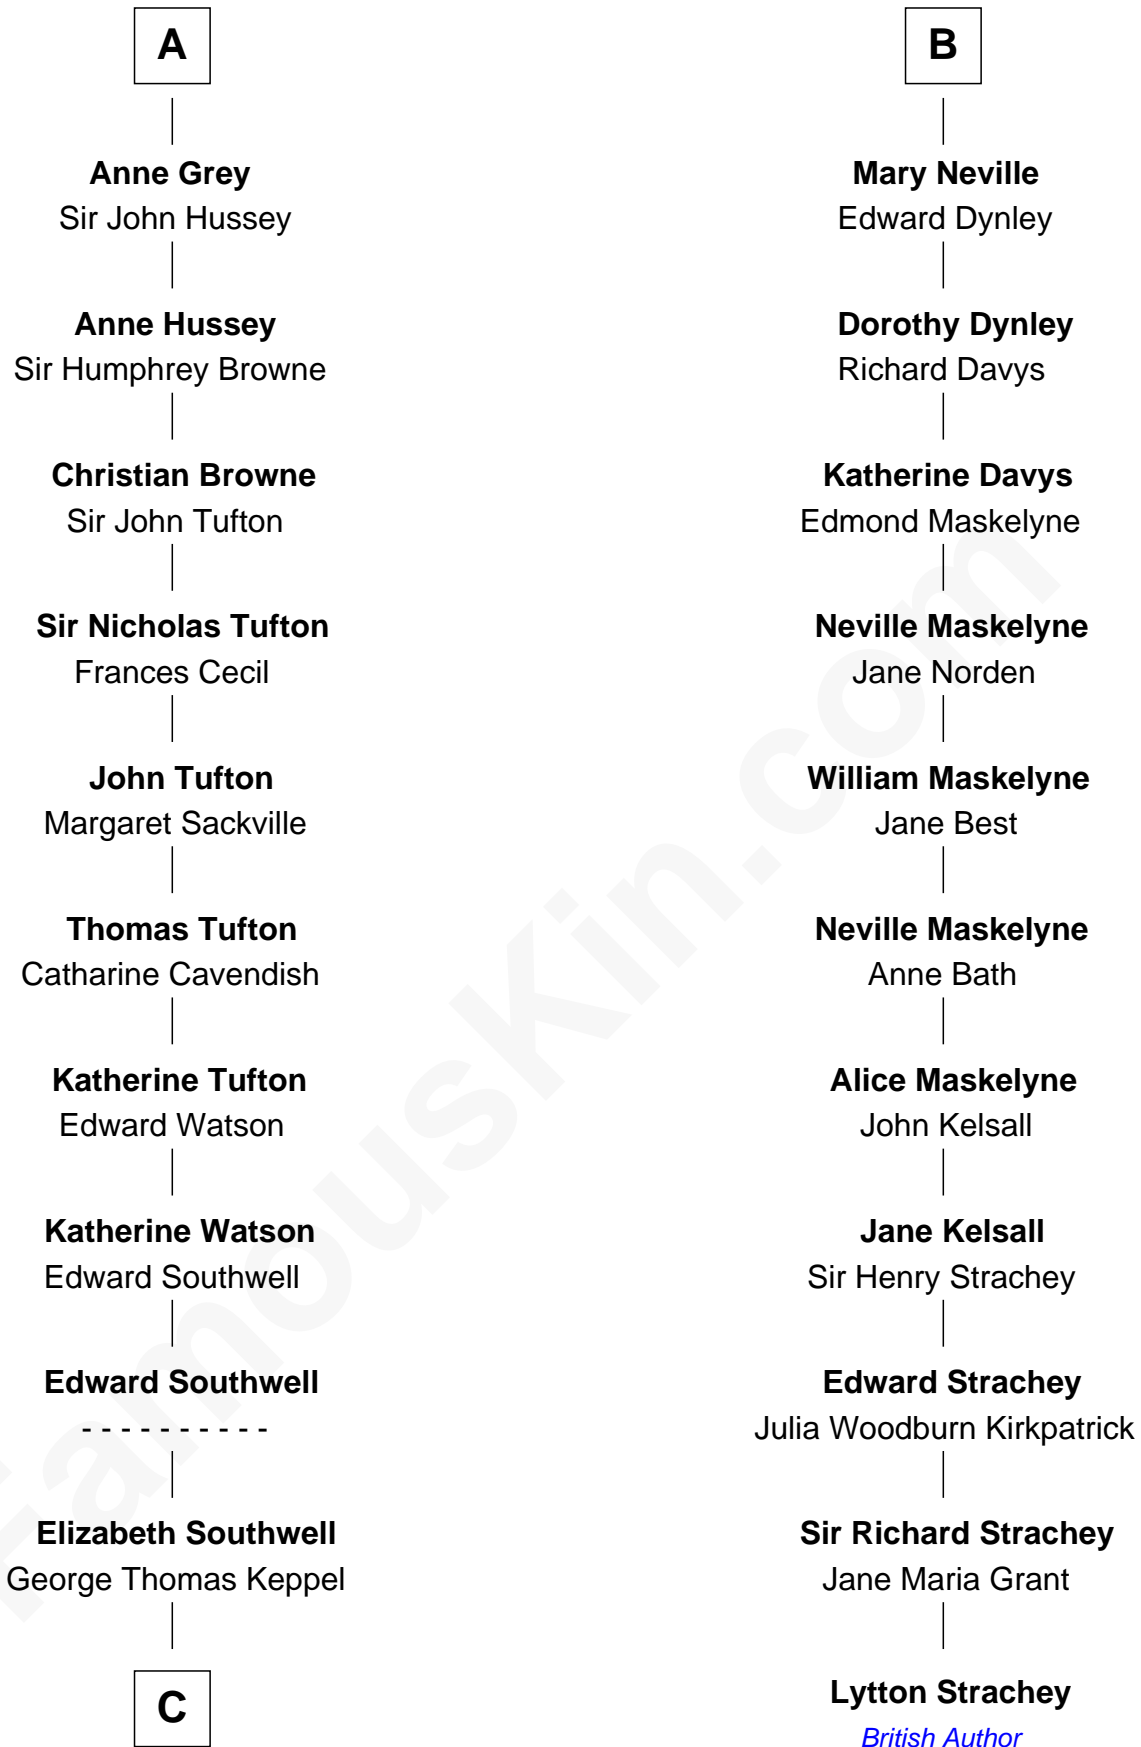 A
Anne Grey
Sir John Hussey
Anne Hussey
Sir Humphrey Browne
Christian Browne
Sir John Tufton
Sir Nicholas Tufton
Frances Cecil
John Tufton
Margaret Sackville
Thomas Tufton
Catharine Cavendish
Katherine Tufton
Edward Watson
Katherine Watson
Edward Southwell
Edward Southwell
- - - - - - - - - -
Elizabeth Southwell
George Thomas Keppel
C
B
Mary Neville
Edward Dynley
Dorothy Dynley
Richard Davys
Katherine Davys
Edmond Maskelyne
Neville Maskelyne
Jane Norden
William Maskelyne
Jane Best
Neville Maskelyne
Anne Bath
Alice Maskelyne
John Kelsall
Jane Kelsall
Sir Henry Strachey
Edward Strachey
Julia Woodburn Kirkpatrick
Sir Richard Strachey
Jane Maria Grant
Lytton Strachey
British Author
FamousKin.com